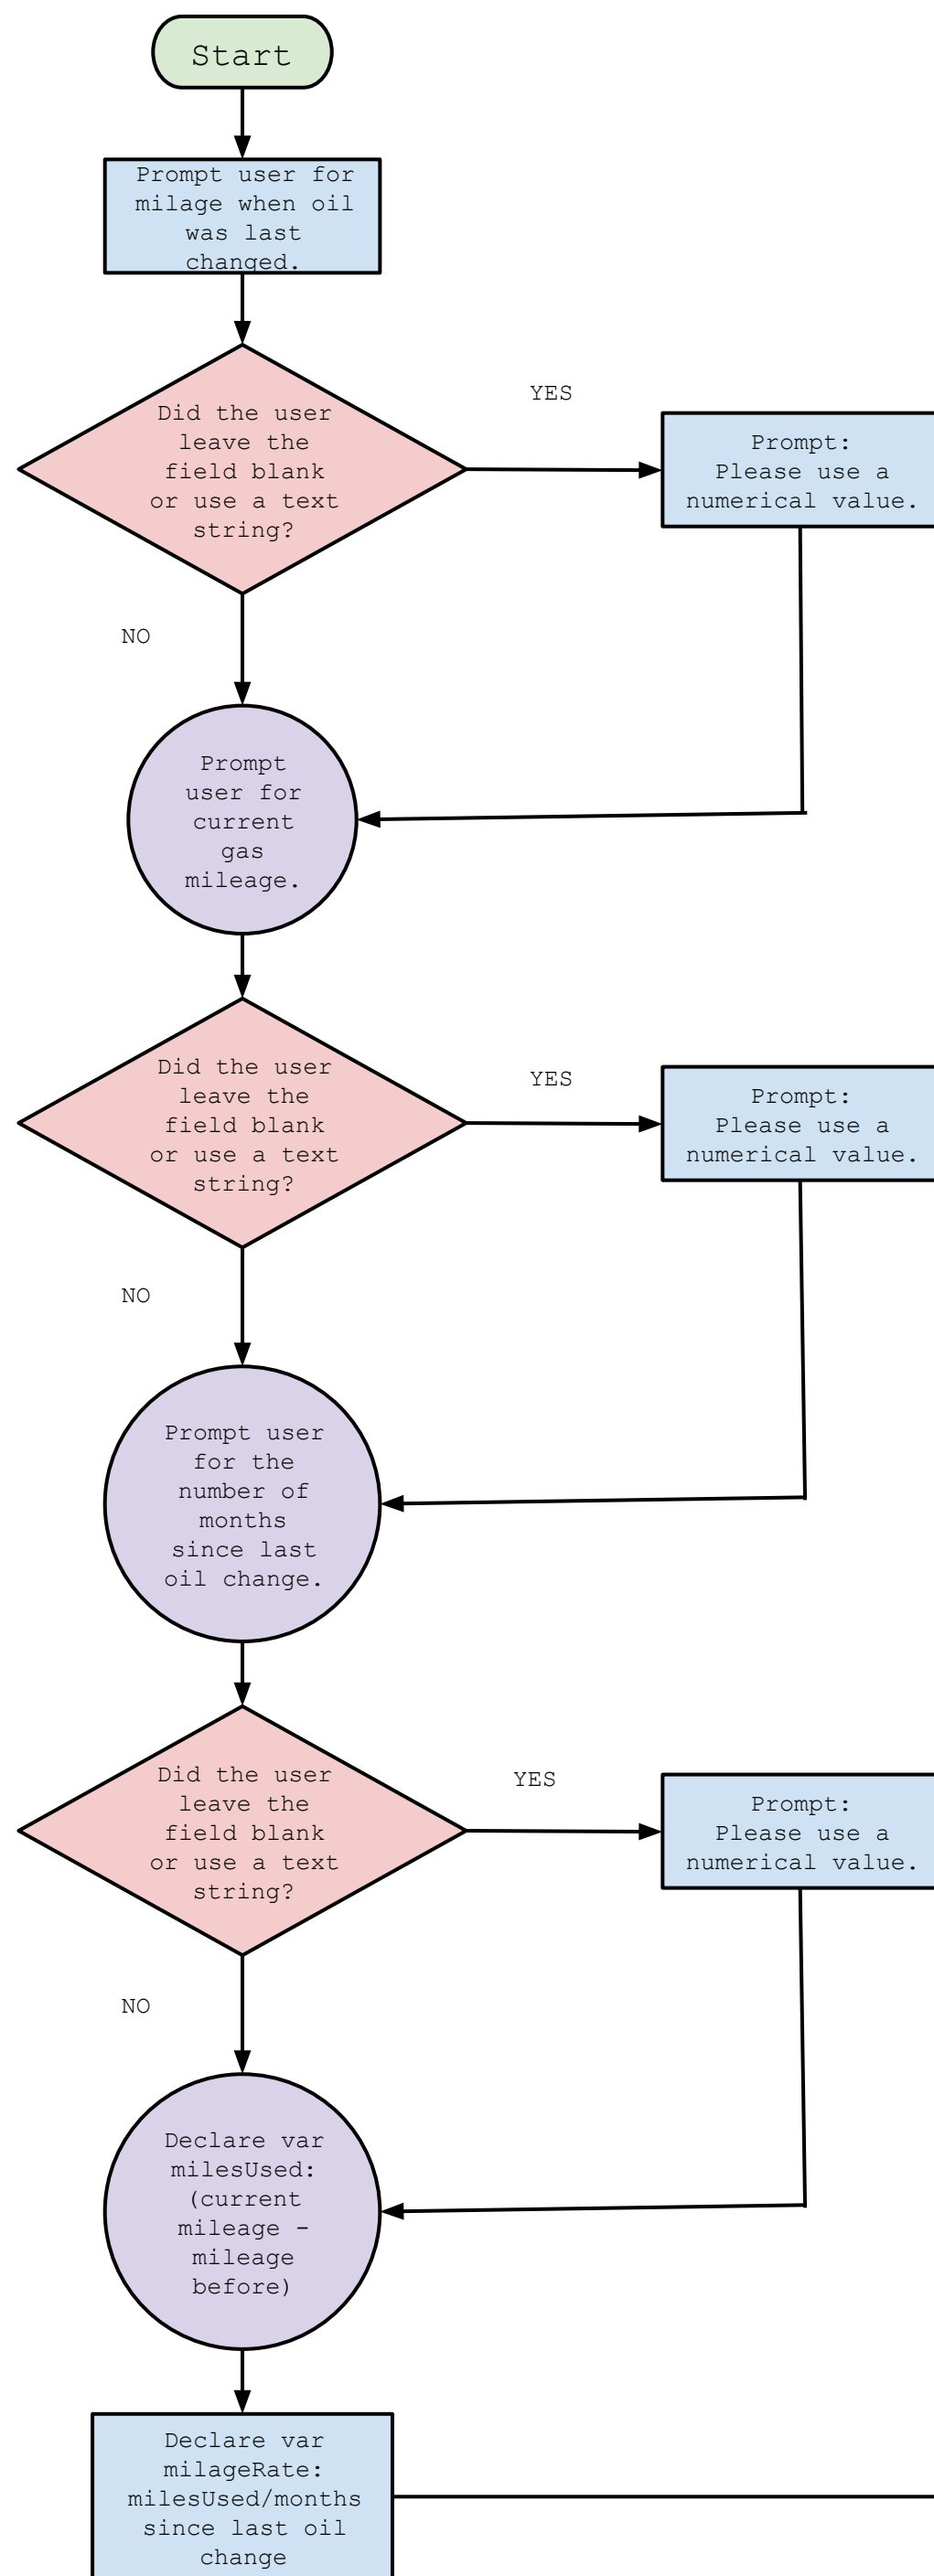 Start
Prompt user for
milage when oil
was last
changed.
Did the user
leave the
field blank
or use a text
string?
YES
Prompt:
Please use a
numerical value.
NO
Prompt
user for
current
gas
mileage.
Did the user
leave the
field blank
or use a text
string?
YES
Prompt:
Please use a
numerical value.
NO
Prompt user
for the
number of
months
since last
oil change.
Did the user
leave the
field blank
or use a text
string?
YES
Prompt:
Please use a
numerical value.
NO
Declare var
milesUsed:
(current
mileage -
mileage
before)
Declare var
milageRate:
milesUsed/months
since last oil
change